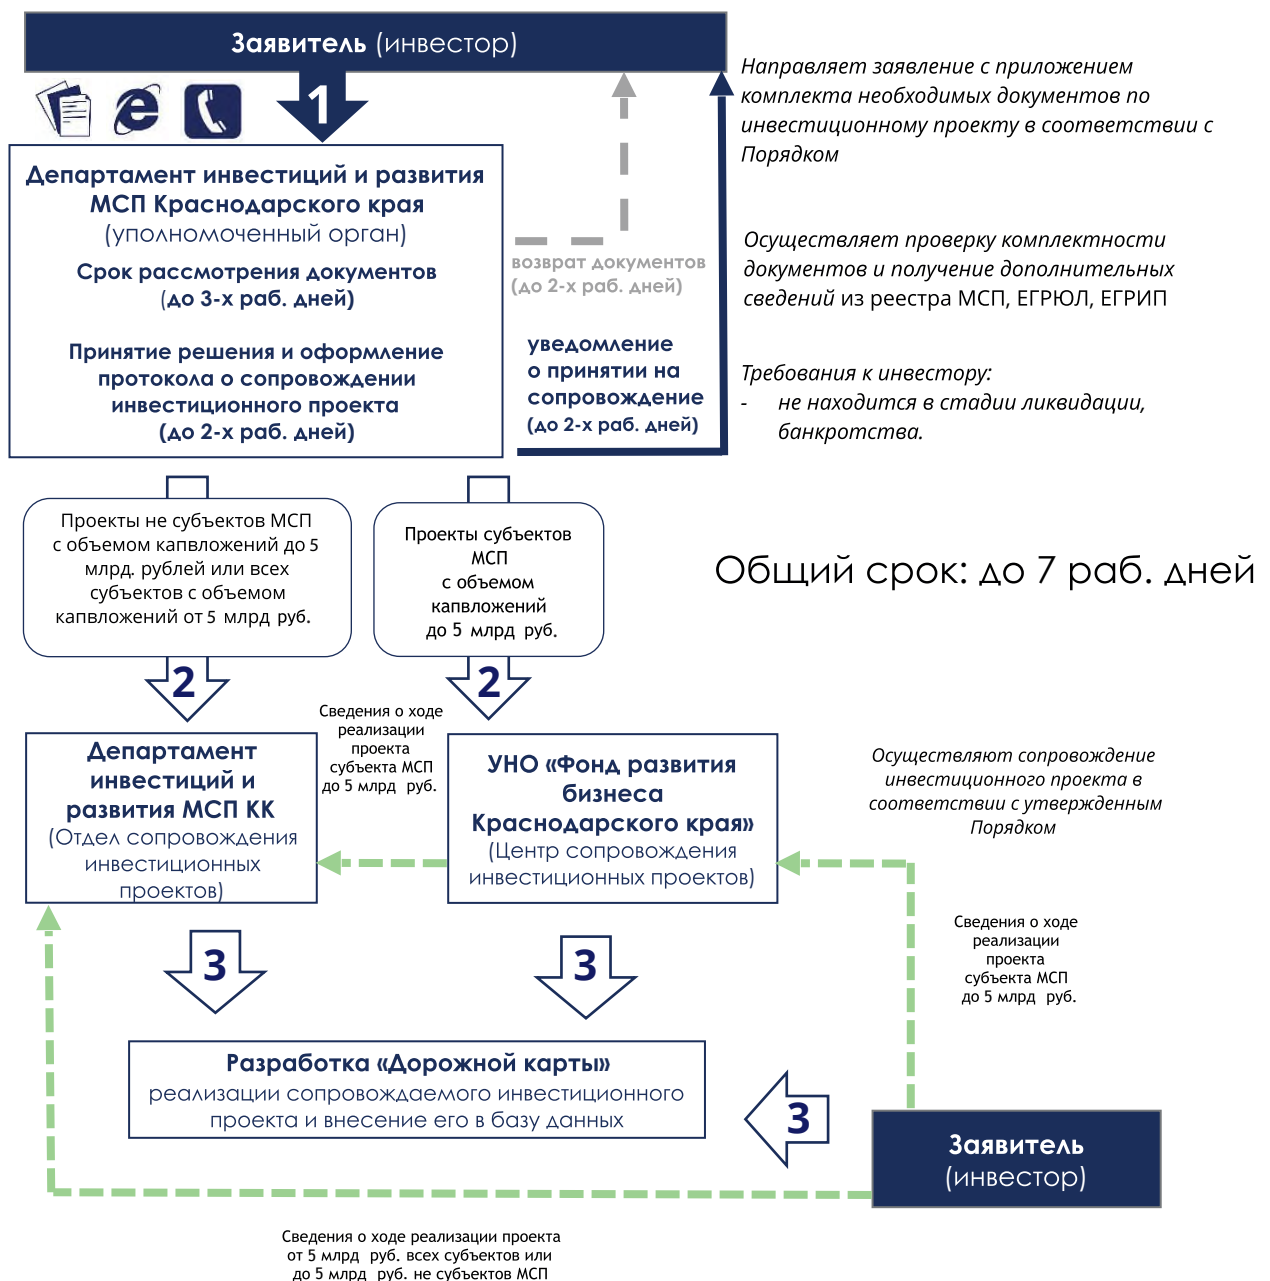 Заявитель (инвестор)
1
Направляет заявление с приложением
комплекта необходимых документов по
инвестиционному проекту в соответствии с
Порядком
Департамент инвестиций и развития
МСП Краснодарского края
(уполномоченный орган)
Срок рассмотрения документов
(до 3-х раб. дней)
Принятие решения и оформление
протокола о сопровождении
инвестиционного проекта
(до 2-х раб. дней)
возврат документов
(до 2-х раб. дней)
уведомление
о принятии на
сопровождение
(до 2-х раб. дней)
Осуществляет проверку комплектности
документов и получение дополнительных
сведений из реестра МСП, ЕГРЮЛ, ЕГРИП
Требования к инвестору:
- не находится в стадии ликвидации,
банкротства.
Проекты не субъектов МСП
с объемом капвложений до 5
млрд. рублей или всех
субъектов с объемом
капвложений от 5 млрд руб.
Проекты субъектов
МСП
с объемом
капвложений
до 5 млрд руб.
Общий срок: до 7 раб. дней
2
2
Сведения о ходе
реализации
проекта
субъекта МСП
до 5 млрд руб.
Департамент
инвестиций и
развития МСП КК
(Отдел сопровождения
инвестиционных
проектов)
УНО «Фонд развития
бизнеса
Краснодарского края»
(Центр сопровождения
инвестиционных проектов)
Осуществляют сопровождение
инвестиционного проекта в
соответствии с утвержденным
Порядком
Сведения о ходе
реализации
проекта
субъекта МСП
до 5 млрд руб.
3
3
Разработка «Дорожной карты»
реализации сопровождаемого инвестиционного
проекта и внесение его в базу данных
3
Заявитель
(инвестор)
Сведения о ходе реализации проекта
от 5 млрд руб. всех субъектов или
до 5 млрд руб. не субъектов МСП